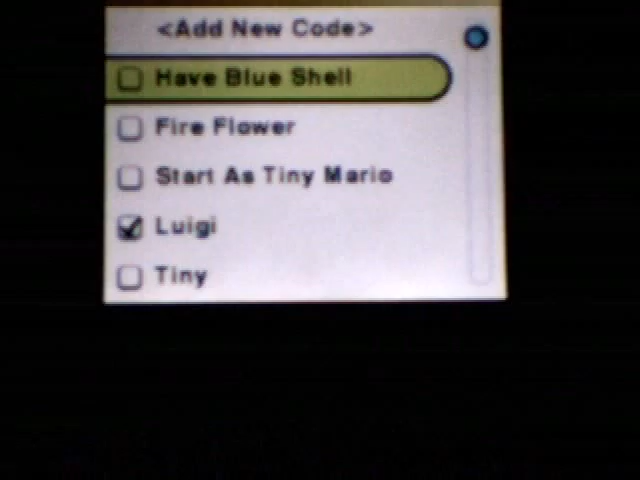 <Add New Code>
Have Blue Shell
Fire Flower
Start As Tiny Mario
Luigi
Tiny